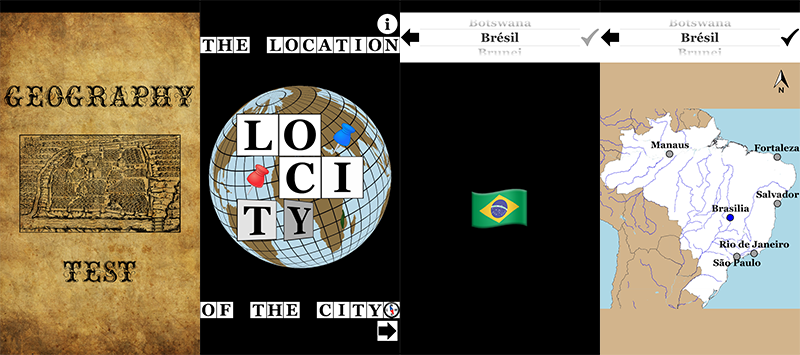 GEOGRAPHY
TEST
i
THE LOCATION
LO
CI
TY
OF THE CITY
Botswana
Brésil
Brunei
Botswana
Brésil
Brunei
N
Manaus
Fortaleza
Salvador
Brasilia
Rio de Janeiro
São Paulo